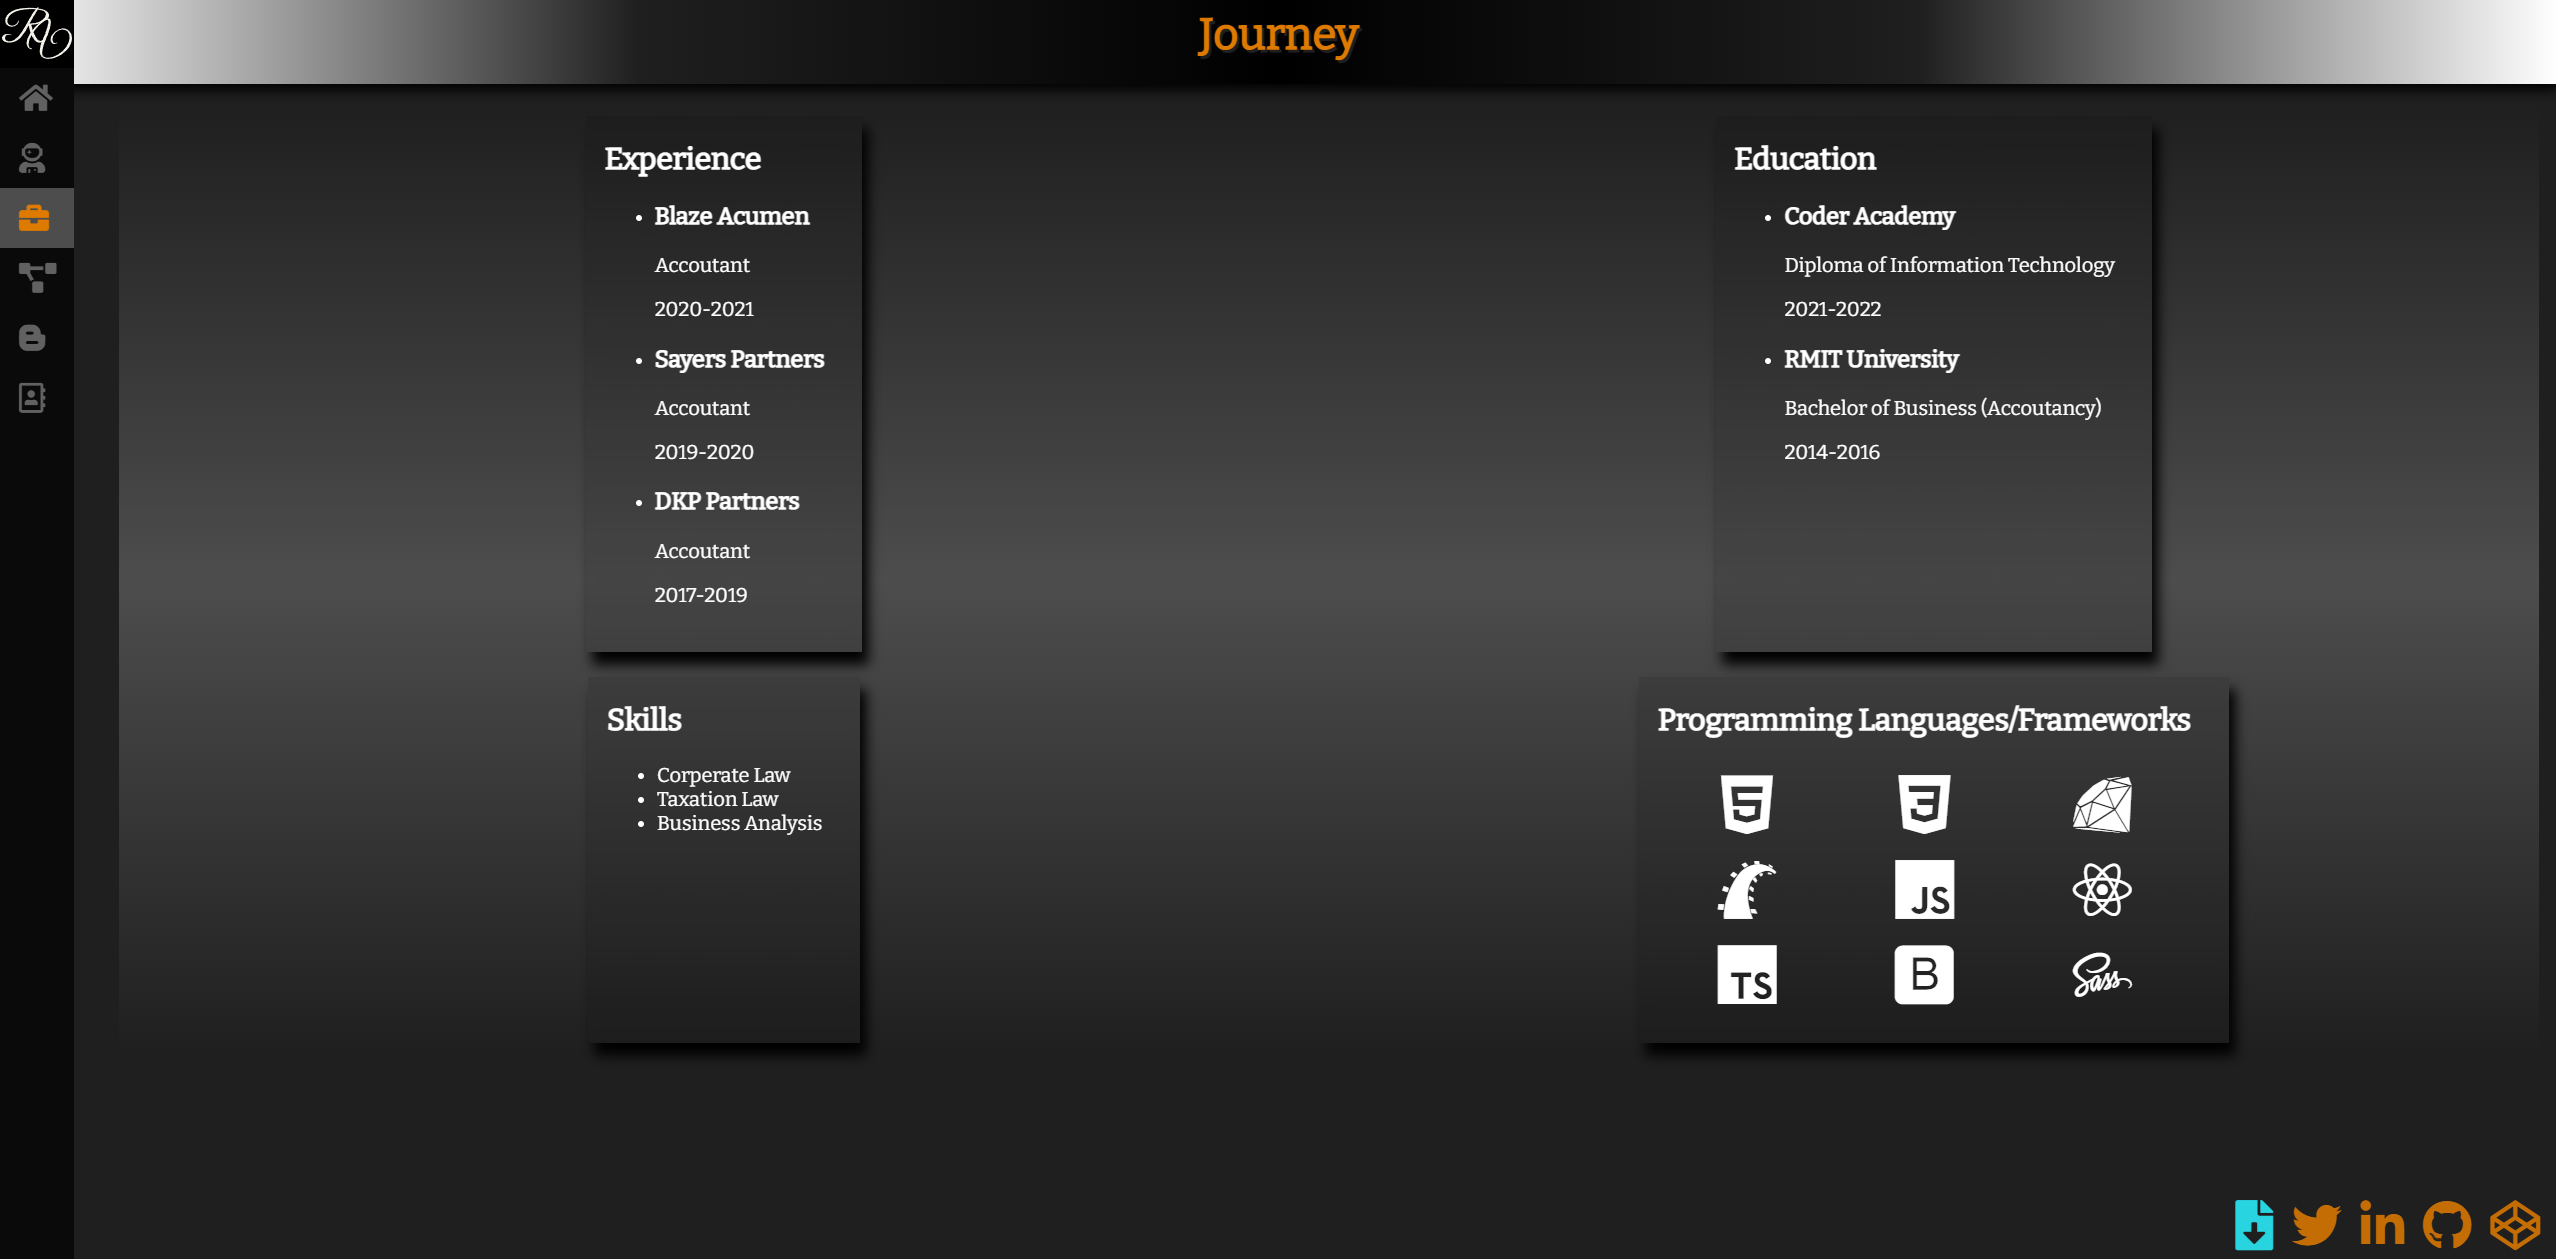 RA
Journey
Experience
Blaze Acumen
Accoutant
2020-2021
Sayers Partners
Accoutant
2019-2020
DKP Partners
Accoutant
2017-2019
Education
Coder Academy
Diploma of Information Technology
2021-2022
RMIT University
Bachelor of Business (Accoutancy)
2014-2016
Skills
Corperate Law
Taxation Law
Business Analysis
Programming Languages/Frameworks
5
3
JS
TS
B
Sass
in